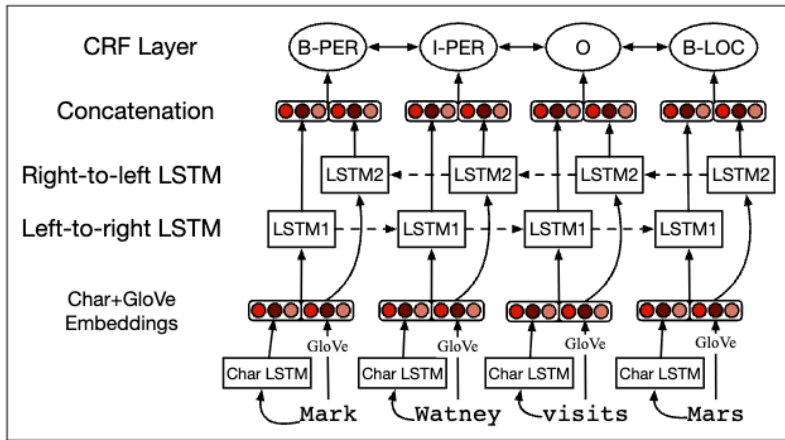 CRF Layer B-PER I-PER O B-LOC
Concatenation
Right-to-left LSTM LSTM2 LSTM2 LSTM2 LSTM2
Left-to-right LSTM LSTM1 LSTM1 LSTM1 LSTM1
Char+GloVe
Embeddings
GloVe GloVe GloVe GloVe
Char LSTM Char LSTM Char LSTM Char LSTM
Mark Watney visits Mars